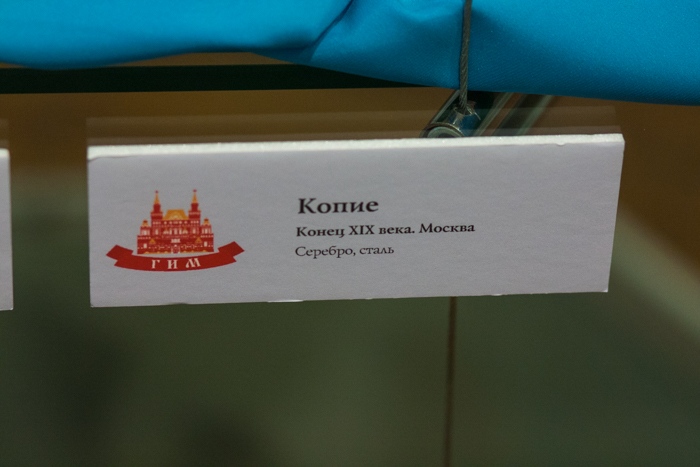 Копие
Конец XIX века. Москва
Серебро, сталь
ГИМ